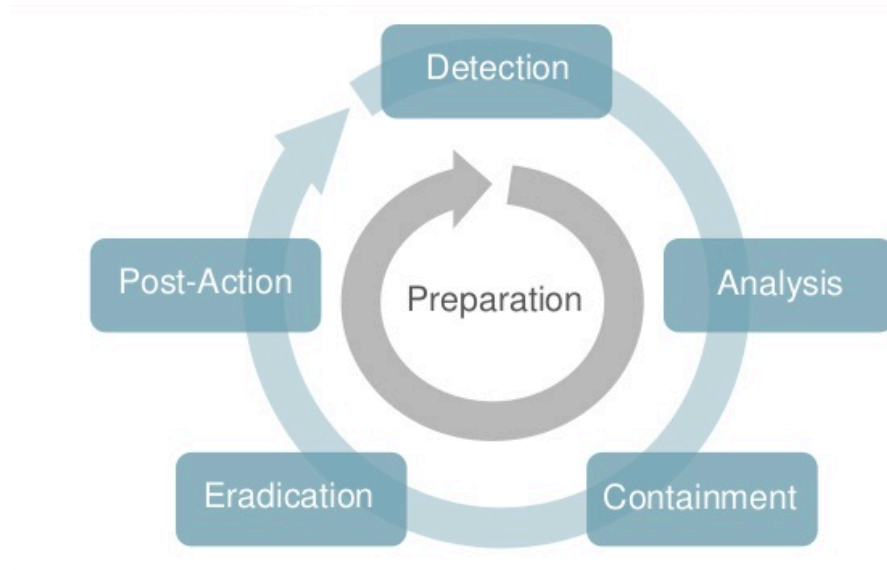 Detection
Post-Action
Preparation
Analysis
Eradication
Containment